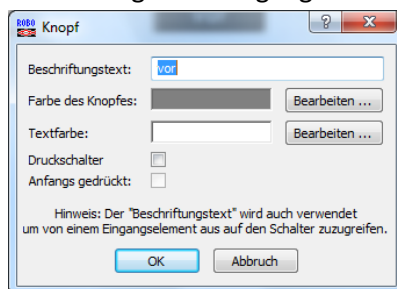 ROBO Knopf
Beschriftungstext: vor
Farbe des Knopfes: Bearbeiten ...
Textfarbe: Bearbeiten ...
Druckschalter
Anfangs gedrückt:
Hinweis: Der "Beschriftungstext" wird auch verwendet
um von einem Eingangselement aus auf den Schalter zuzugreifen.
OK Abbruch